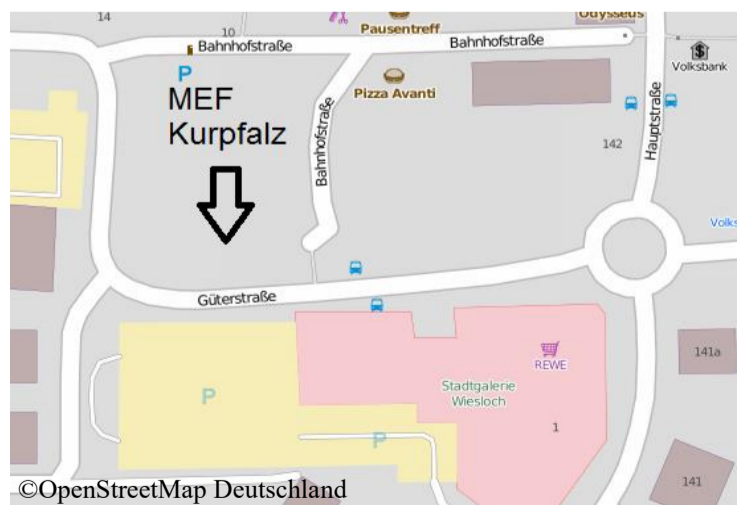 14
10
Bahnhofstraße
Pausentreff
Bahnhofstraße
Odysseus
Volksbank
P
Pizza Avanti
MEF
Kurpfalz
Bahnhofstraße
142
Hauptstraße
Volks
Güterstraße
141a
REWE
Stadtgalerie
Wiesloch
P
P
1
141
©OpenStreetMap Deutschland